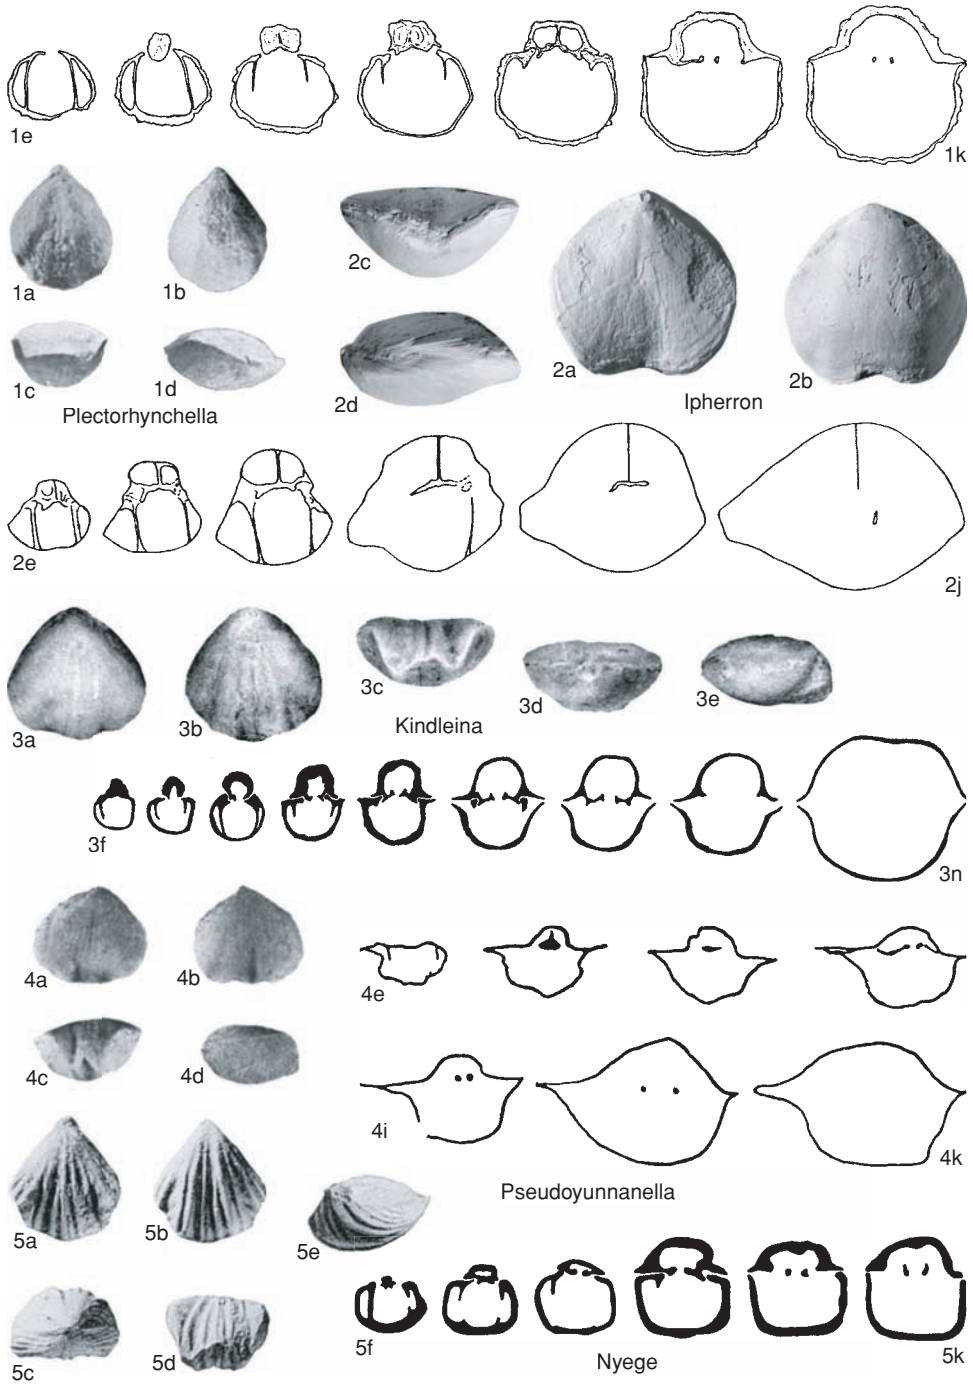 1e
1k
1a
1b
2c
2a
2b
1c
1d
2d
Plectorhynchella
Ipherron
2e
2j
3a
3b
3c
3d
3e
Kindleina
3f
3n
4a
4b
4e
4c
4d
4i
4k
Pseudoyunnanella
5a
5b
5e
5c
5d
5f
5k
Nyege